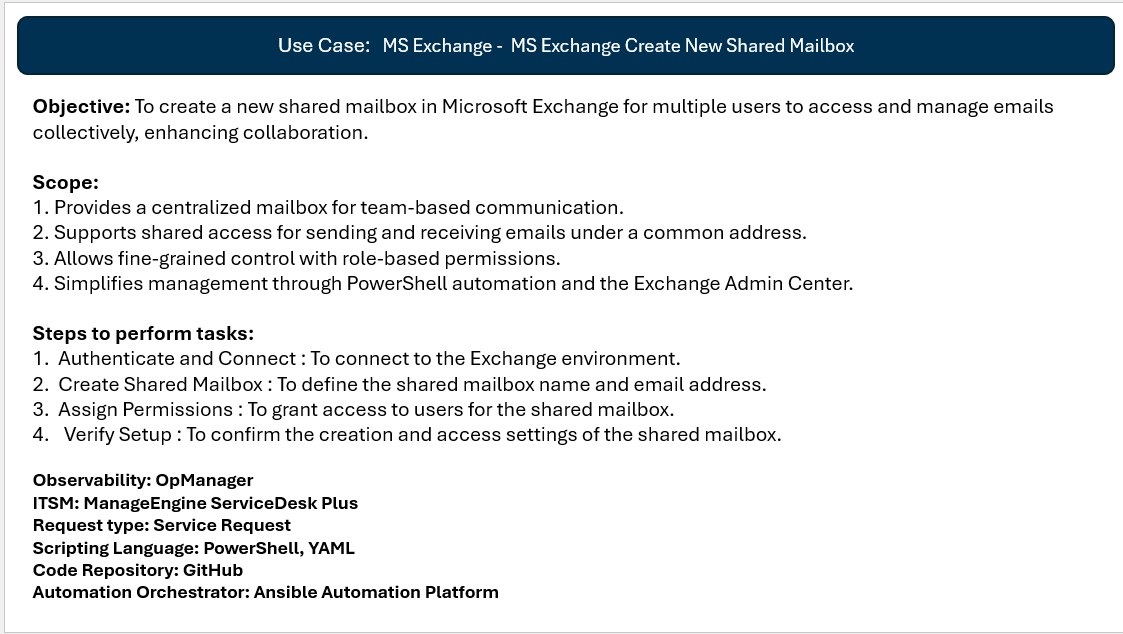 Use Case: MS Exchange - MS Exchange Create New Shared Mailbox
Objective: To create a new shared mailbox in Microsoft Exchange for multiple users to access and manage emails
collectively, enhancing collaboration.
Scope:
1. Provides a centralized mailbox for team-based communication.
2. Supports shared access for sending and receiving emails under a common address.
3. Allows fine-grained control with role-based permissions.
4. Simplifies management through PowerShell automation and the Exchange Admin Center.
Steps to perform tasks:
1. Authenticate and Connect : To connect to the Exchange environment.
2. Create Shared Mailbox : To define the shared mailbox name and email address.
3. Assign Permissions : To grant access to users for the shared mailbox.
4. Verify Setup : To confirm the creation and access settings of the shared mailbox.
Observability: OpManager
ITSM: ManageEngine ServiceDesk Plus
Request type: Service Request
Scripting Language: PowerShell, YAML
Code Repository: GitHub
Automation Orchestrator: Ansible Automation Platform